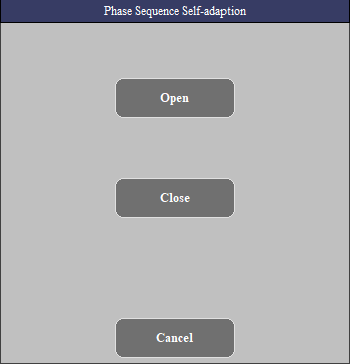 Phase Sequence Self-adaption
Open
Close
Cancel